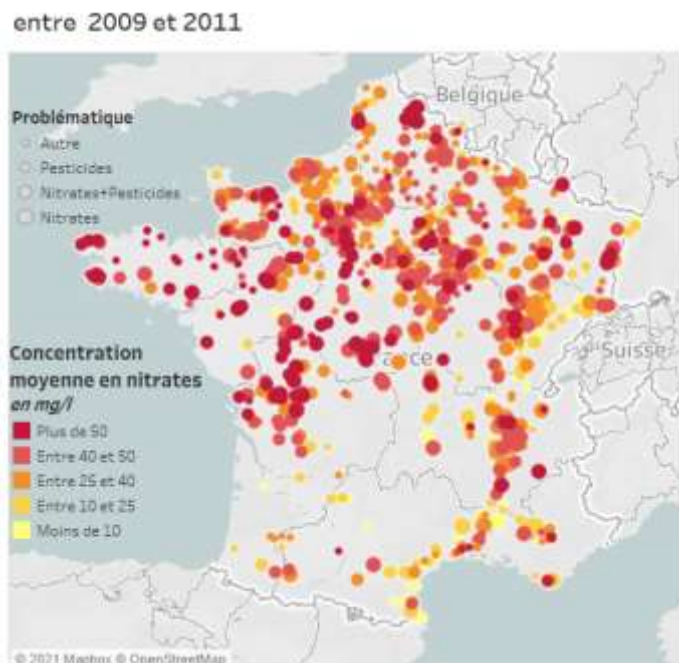 entre 2009 et 2011
Belgique
Problématique
Autre
Pesticides
Nitrates+Pesticides
Nitrates
Concentration
moyenne en nitrates
en mg/l
Plus de 50
Entre 40 et 50
Entre 25 et 40
Entre 10 et 25
Moins de 10
ance
Suisse
© 2021 Mapbox © OpenStreetMap